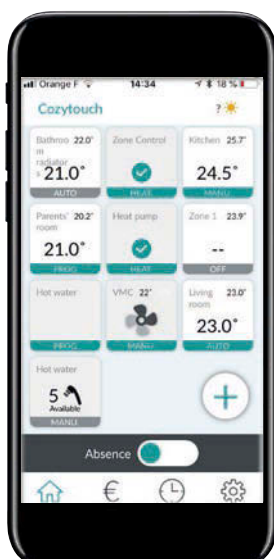 Orange F 14:34 18 %
Cozytouch ?
Bathroo 22.0° Zone Control Kitchen 25.7°
m
radiator
s 21.0° 24.5°
AUTO HEAT MANU
Parents' 20.2° Heat pump Zone 1 23.9°
room
21.0° --
PROG HEAT OFF
Hot water VMC 22° Living 23.0°
room
23.0°
PROG MANU AUTO
Hot water
5
Available +
MANU
Absence
€